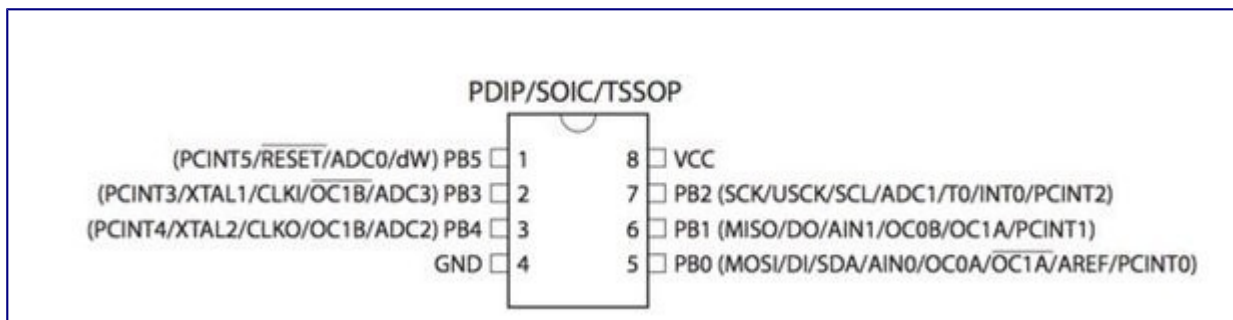 PDIP/SOIC/TSSOP
(PCINT5/RESET/ADC0/dW) PB5 1 8 VCC
(PCINT3/XTAL1/CLKI/OC1B/ADC3) PB3 2 7 PB2 (SCK/USCK/SCL/ADC1/T0/INT0/PCINT2)
(PCINT4/XTAL2/CLKO/OC1B/ADC2) PB4 3 6 PB1 (MISO/DO/AIN1/OC0B/OC1A/PCINT1)
GND 4 5 PB0 (MOSI/DI/SDA/AIN0/OC0A/OC1A/AREF/PCINT0)